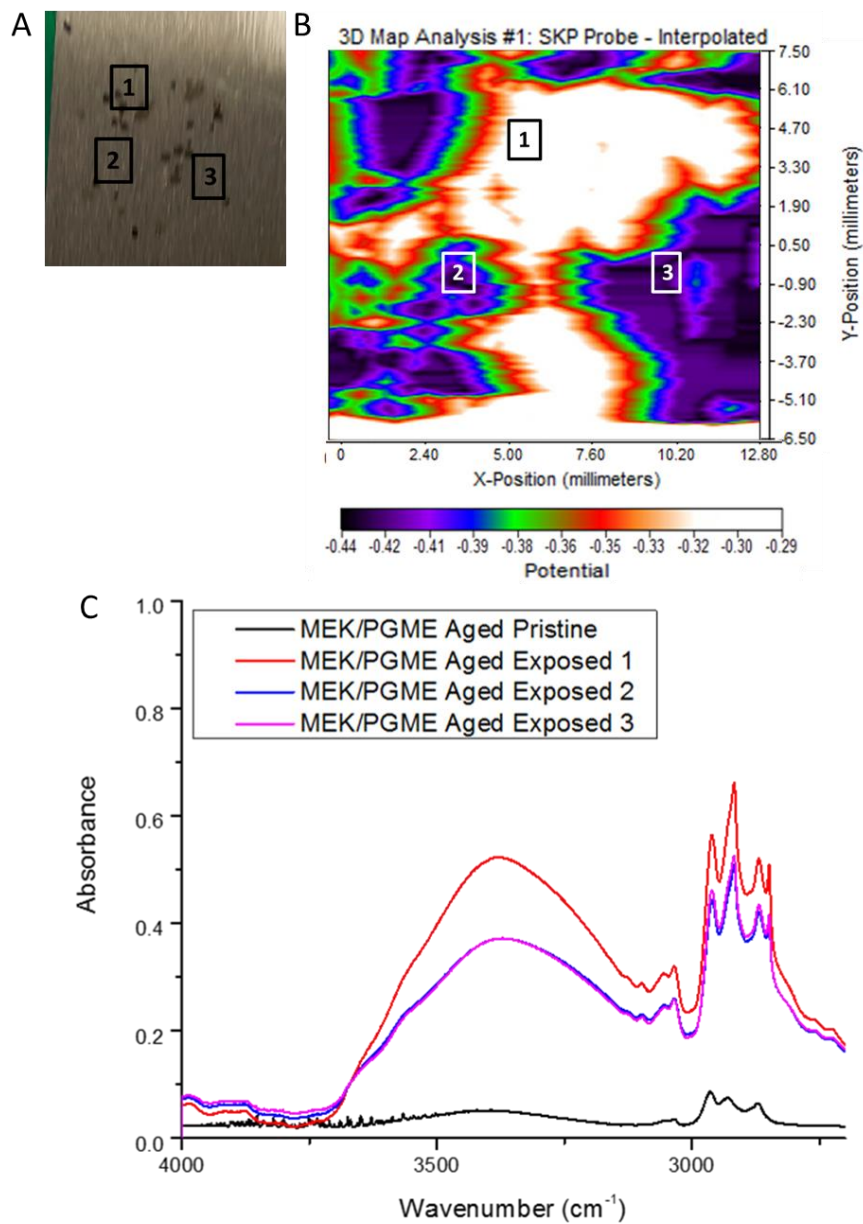 A
1
2
3
B
3D Map Analysis #1: SKP Probe - Interpolated
1
2
3
7.50
6.10
4.70
3.30
1.90
0.50
-0.90
-2.30
-3.70
-5.10
-6.50
Y-Position (millimeters)
0 2.40 5.00 7.60 10.20 12.80
X-Position (millimeters)
-0.44 -0.42 -0.41 -0.39 -0.38 -0.36 -0.35 -0.33 -0.32 -0.30 -0.29
Potential
C
MEK/PGME Aged Pristine
MEK/PGME Aged Exposed 1
MEK/PGME Aged Exposed 2
MEK/PGME Aged Exposed 3
1.0
0.8
0.6
0.4
0.2
0.0
Absorbance
4000 3500 3000
Wavenumber (cm⁻¹)